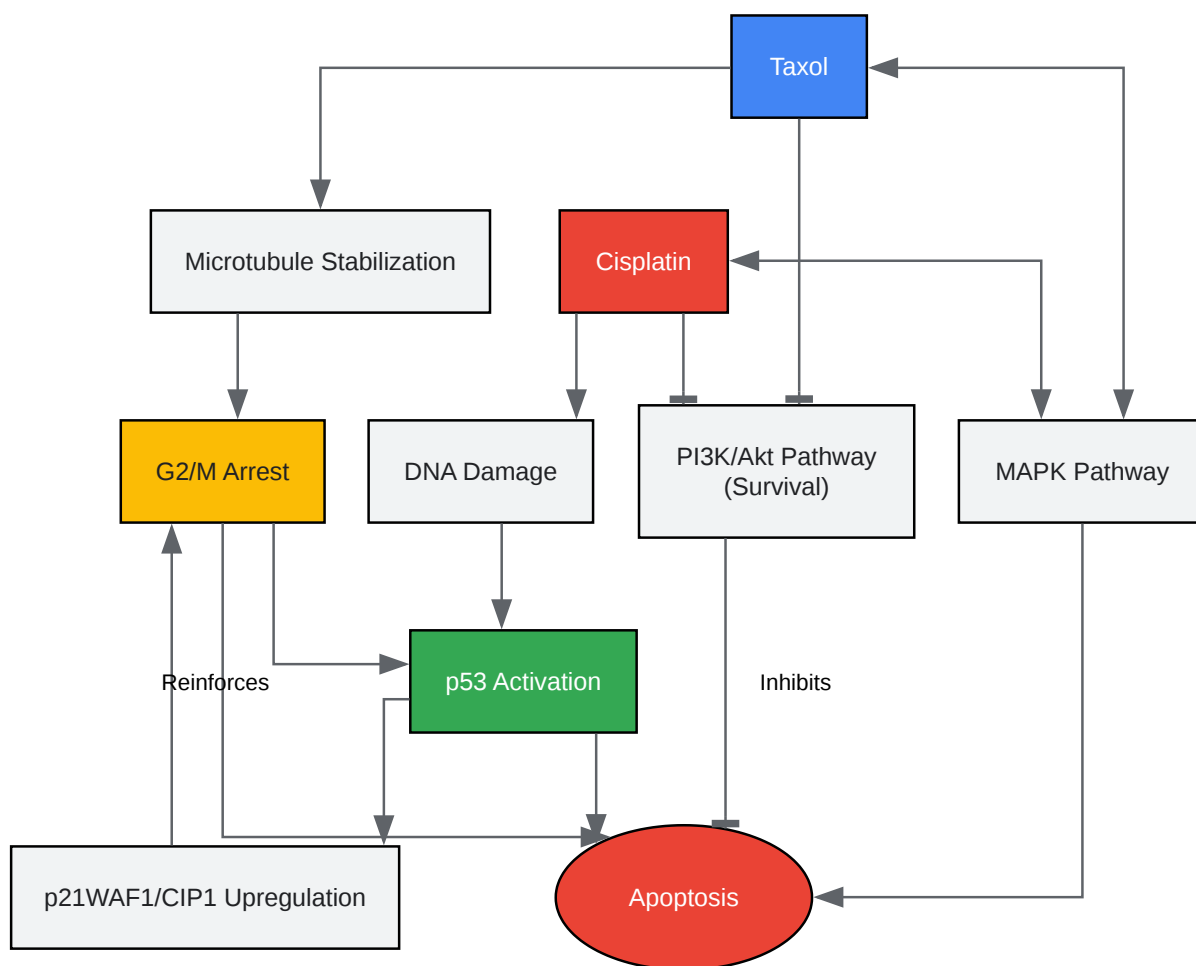 Taxol
Microtubule Stabilization
Cisplatin
G2/M Arrest
DNA Damage
PI3K/Akt Pathway
(Survival)
MAPK Pathway
Reinforces
p53 Activation
Inhibits
p21WAF1/CIP1 Upregulation
Apoptosis